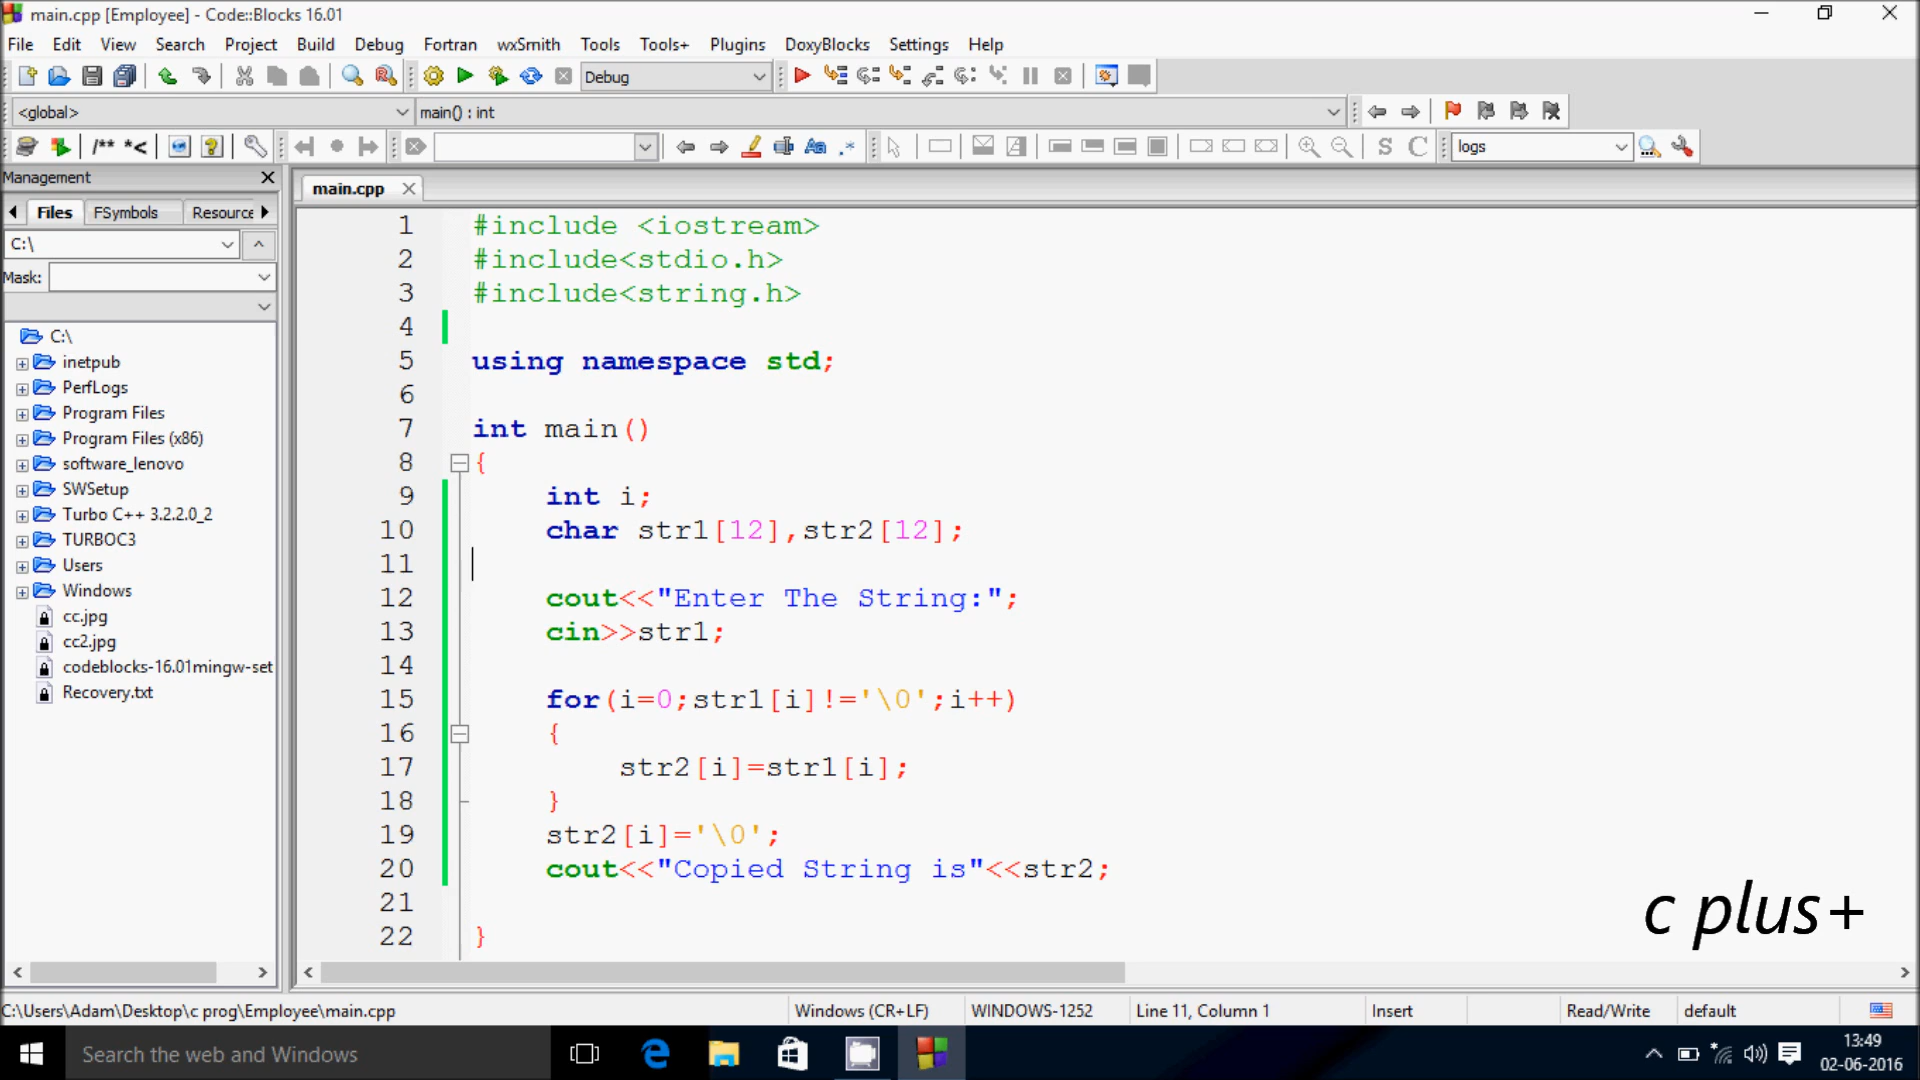 main.cpp [Employee] - Code::Blocks 16.01
File Edit View Search Project Build Debug Fortran wxSmith Tools Tools+ Plugins DoxyBlocks Settings Help
Debug
<global> main() : int
/** *< Aa .* S C logs
Management
Files FSymbols Resource
main.cpp
C:\
Mask:
C:\
inetpub
PerfLogs
Program Files
Program Files (x86)
software_lenovo
SWSetup
Turbo C++ 3.2.2.0_2
TURBOC3
Users
Windows
cc.jpg
cc2.jpg
codeblocks-16.01mingw-set
Recovery.txt
1 #include <iostream>
2 #include<stdio.h>
3 #include<string.h>
4
5 using namespace std;
6
7 int main()
8 {
9 int i;
10 char str1[12],str2[12];
11
12 cout<<"Enter The String:";
13 cin>>str1;
14
15 for(i=0;str1[i]!='\0';i++)
16 {
17 str2[i]=str1[i];
18 }
19 str2[i]='\0';
20 cout<<"Copied String is"<<str2;
21
22 }
c plus+
C:\Users\Adam\Desktop\c prog\Employee\main.cpp Windows (CR+LF) WINDOWS-1252 Line 11, Column 1 Insert Read/Write default
Search the web and Windows
13:49
02-06-2016